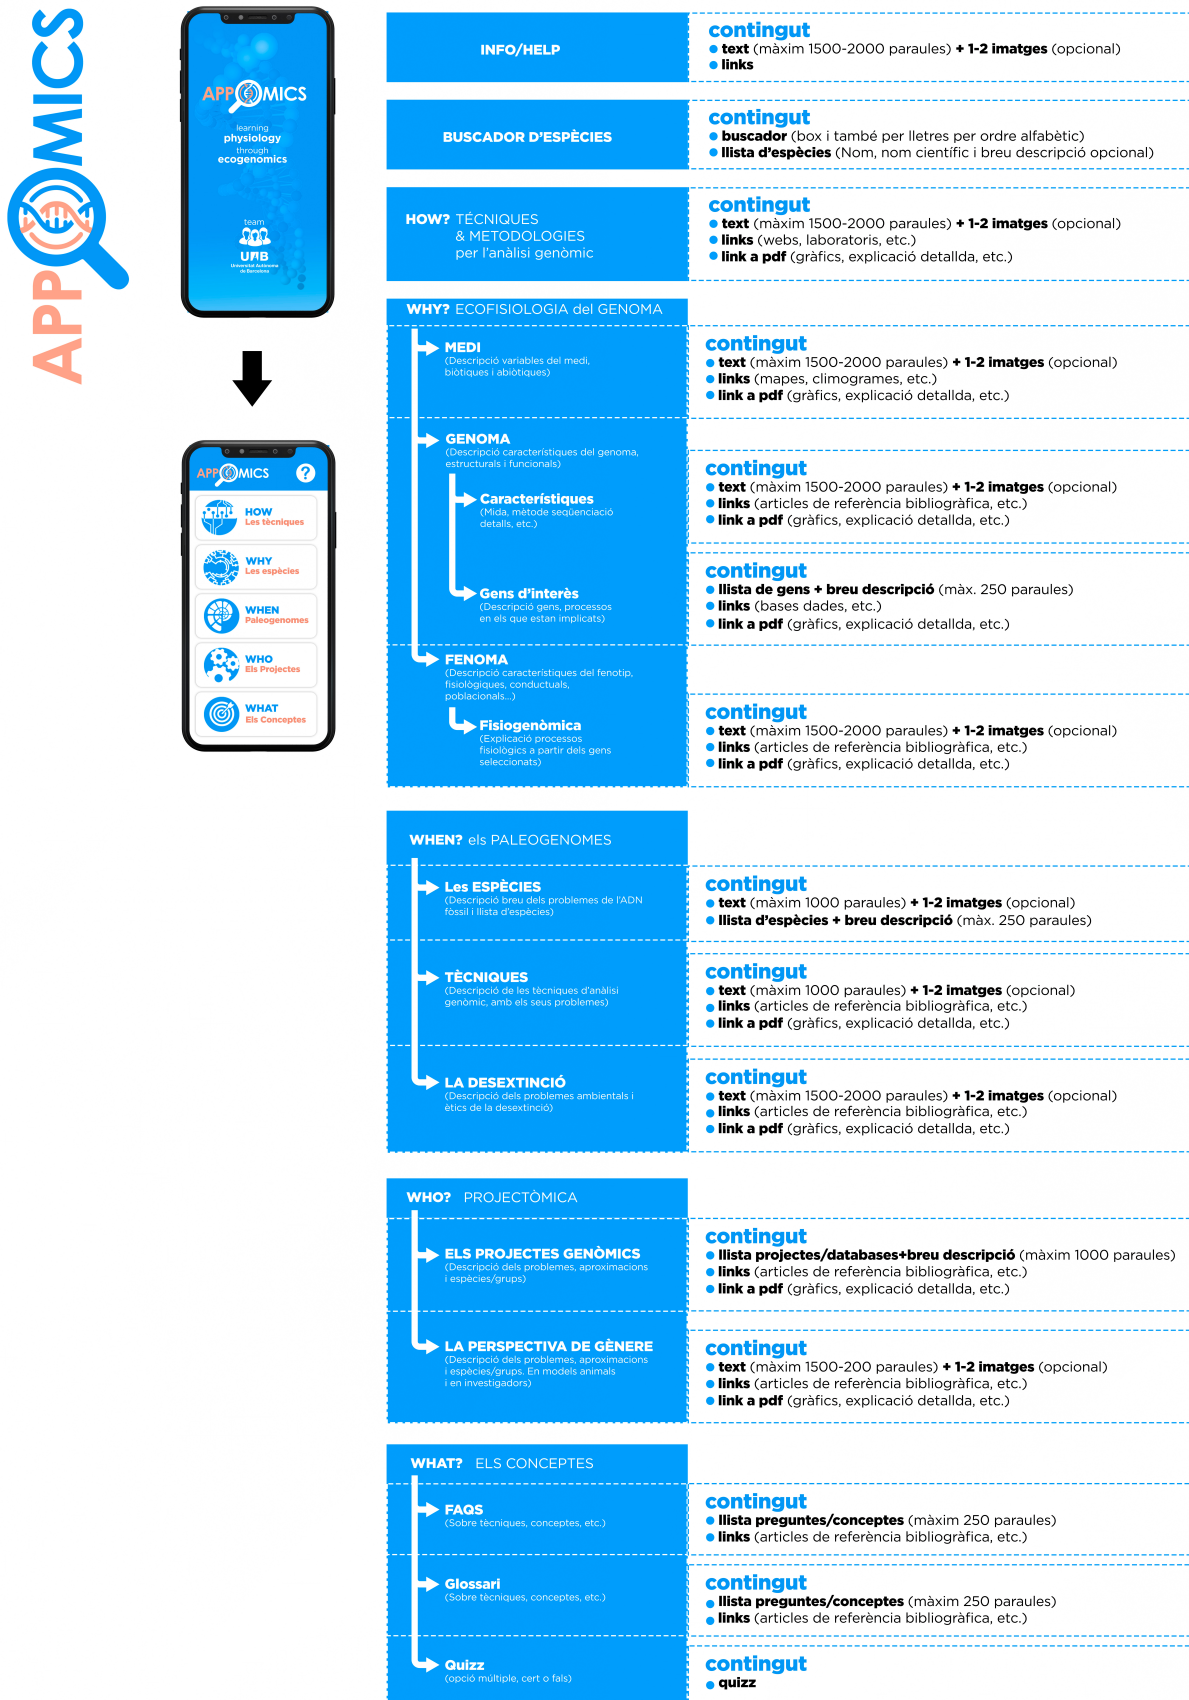 APPOMICS
APPOMICS
learning
physiology
through
ecogenomics
team
UAB
Universitat Autònoma
de Barcelona
APPOMICS
?
HOW
Les tècniques
WHY
Les espècies
WHEN
Paleogenomes
WHO
Els Projectes
WHAT
Els Conceptes
INFO/HELP
contingut
text (màxim 1500-2000 paraules) + 1-2 imatges (opcional)
links
BUSCADOR D'ESPÈCIES
contingut
buscador (box i també per lletres per ordre alfabètic)
llista d'espècies (Nom, nom científic i breu descripció opcional)
HOW? TÉCNIQUES
& METODOLOGIES
per l'anàlisi genòmic
contingut
text (màxim 1500-2000 paraules) + 1-2 imatges (opcional)
links (webs, laboratoris, etc.)
link a pdf (gràfics, explicació detallda, etc.)
WHY? ECOFISIOLOGIA del GENOMA
MEDI
(Descripció variables del medi,
biòtiques i abiòtiques)
contingut
text (màxim 1500-2000 paraules) + 1-2 imatges (opcional)
links (mapes, climogrames, etc.)
link a pdf (gràfics, explicació detallda, etc.)
GENOMA
(Descripció característiques del genoma,
estructurals i funcionals)
Característiques
(Mida, mètode seqüenciació
detalls, etc.)
contingut
text (màxim 1500-2000 paraules) + 1-2 imatges (opcional)
links (articles de referència bibliogràfica, etc.)
link a pdf (gràfics, explicació detallda, etc.)
Gens d'interès
(Descripció gens, processos
en els que estan implicats)
contingut
llista de gens + breu descripció (màx. 250 paraules)
links (bases dades, etc.)
link a pdf (gràfics, explicació detallda, etc.)
FENOMA
(Descripció característiques del fenotip,
fisiològiques, conductuals,
poblacionals...)
Fisiogenòmica
(Explicació processos
fisiològics a partir dels gens
seleccionats)
contingut
text (màxim 1500-2000 paraules) + 1-2 imatges (opcional)
links (articles de referència bibliogràfica, etc.)
link a pdf (gràfics, explicació detallda, etc.)
WHEN? els PALEOGENOMES
Les ESPÈCIES
(Descripció breu dels problemes de l'ADN
fòssil i llista d'espècies)
contingut
text (màxim 1000 paraules) + 1-2 imatges (opcional)
llista d'espècies + breu descripció (màx. 250 paraules)
TÈCNIQUES
(Descripció de les tècniques d'anàlisi
genòmic, amb els seus problemes)
contingut
text (màxim 1000 paraules) + 1-2 imatges (opcional)
links (articles de referència bibliogràfica, etc.)
link a pdf (gràfics, explicació detallda, etc.)
LA DESEXTINCIÓ
(Descripció dels problemes ambientals i
ètics de la desextinció)
contingut
text (màxim 1500-2000 paraules) + 1-2 imatges (opcional)
links (articles de referència bibliogràfica, etc.)
link a pdf (gràfics, explicació detallda, etc.)
WHO? PROJECTÒMICA
ELS PROJECTES GENÒMICS
(Descripció dels problemes, aproximacions
i espècies/grups)
contingut
llista projectes/databases+breu descripció (màxim 1000 paraules)
links (articles de referència bibliogràfica, etc.)
link a pdf (gràfics, explicació detallda, etc.)
LA PERSPECTIVA DE GÈNERE
(Descripció dels problemes, aproximacions
i espècies/grups. En models animals
i en investigadors)
contingut
text (màxim 1500-200 paraules) + 1-2 imatges (opcional)
links (articles de referència bibliogràfica, etc.)
link a pdf (gràfics, explicació detallda, etc.)
WHAT? ELS CONCEPTES
FAQS
(Sobre tècniques, conceptes, etc.)
contingut
llista preguntes/conceptes (màxim 250 paraules)
links (articles de referència bibliogràfica, etc.)
Glossari
(Sobre tècniques, conceptes, etc.)
contingut
llista preguntes/conceptes (màxim 250 paraules)
links (articles de referència bibliogràfica, etc.)
Quizz
(opció múltiple, cert o fals)
contingut
quizz